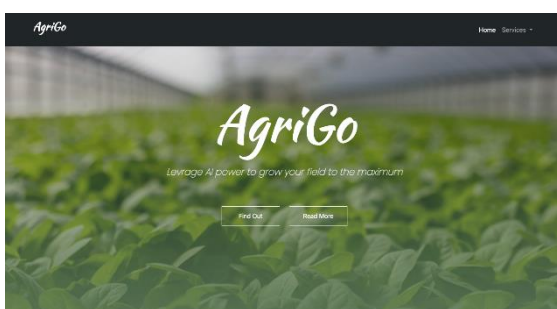 AgriGo
Home Services
AgriGo
Levrage AI power to grow your field to the maximum
Find Out Read More